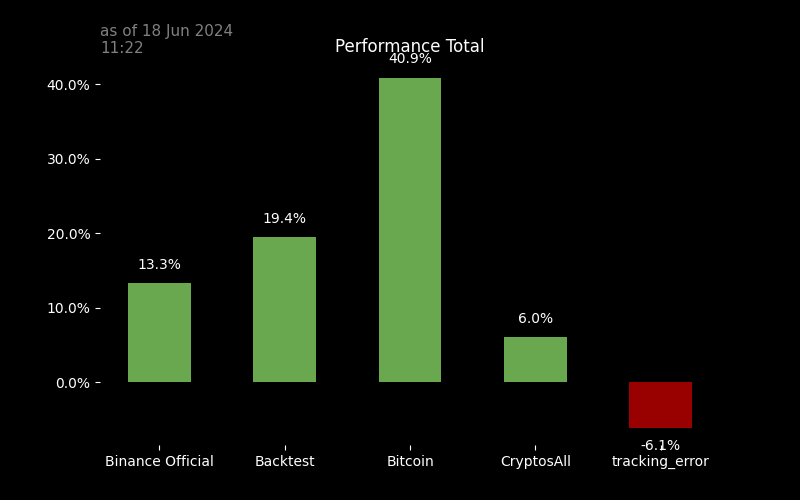 as of 18 Jun 2024
11:22
Performance Total
40.9%
40.0%
30.0%
20.0%
10.0%
0.0%
13.3%
19.4%
6.0%
-6.1%
Binance Official
Backtest
Bitcoin
CryptosAll
tracking_error